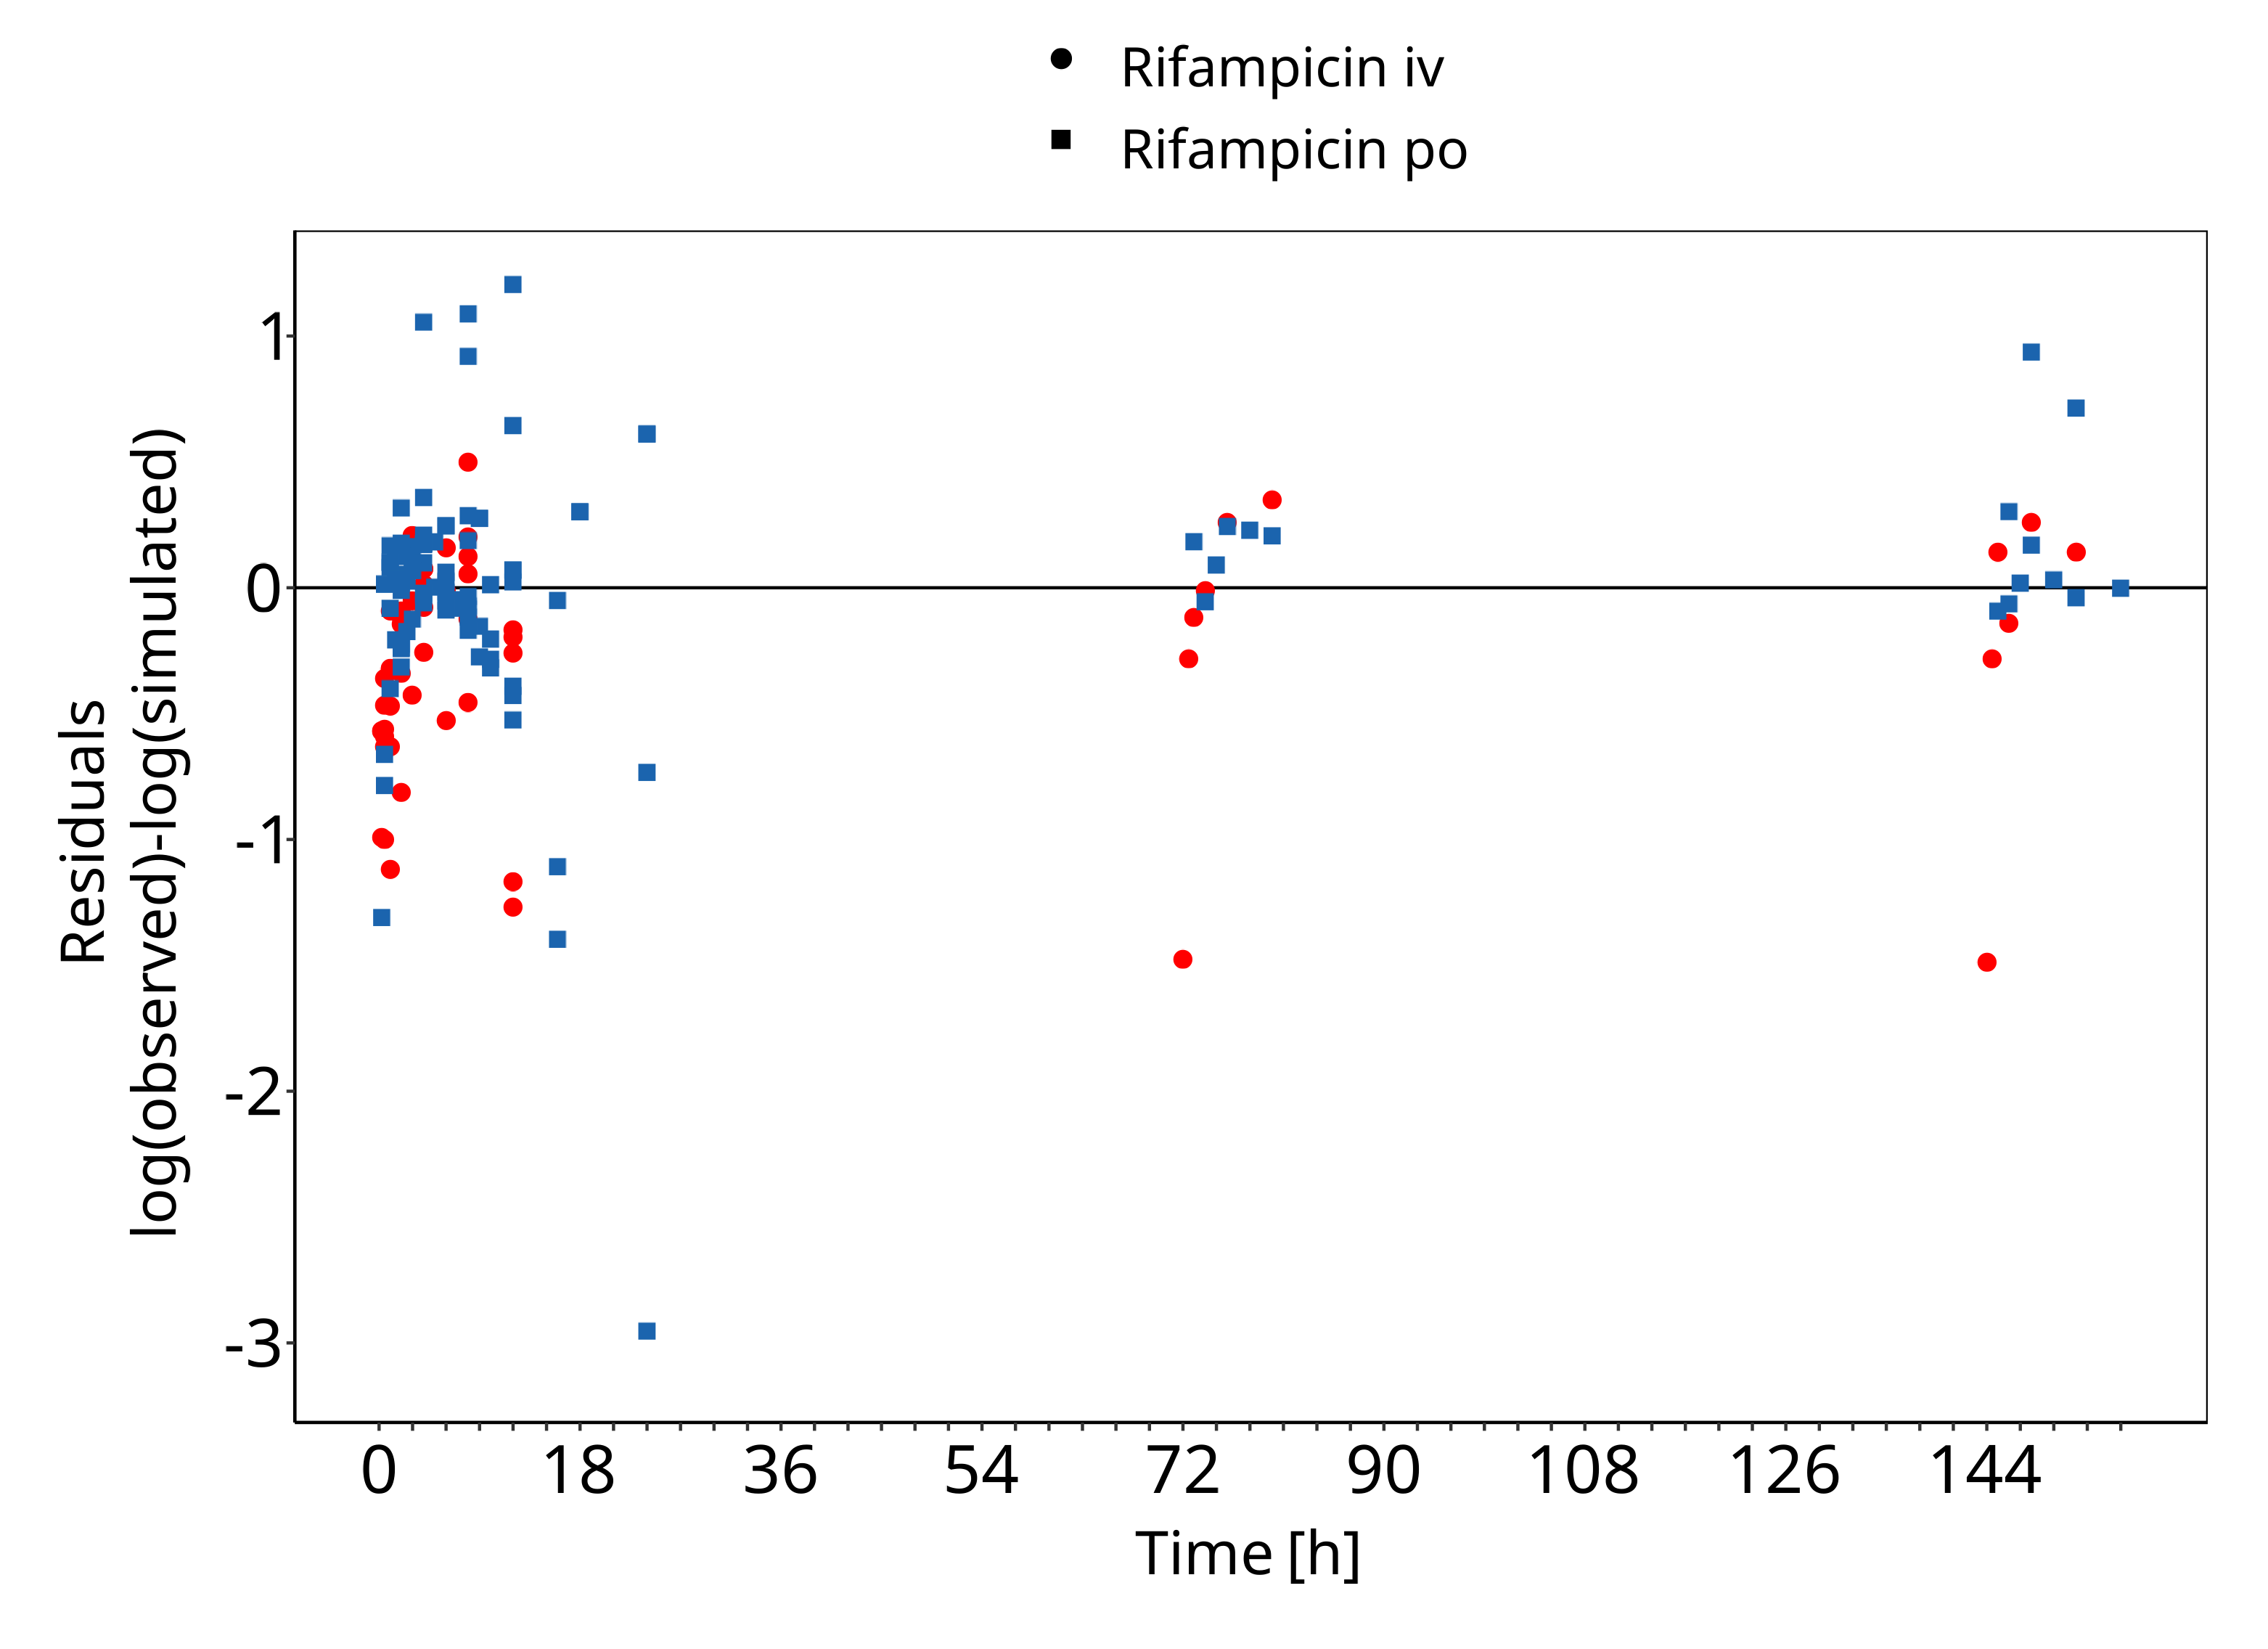 Rifampicin iv
Rifampicin po
Residuals
log(observed)-log(simulated)
1
0
-1
-2
-3
0 18 36 54 72 90 108 126 144
Time [h]